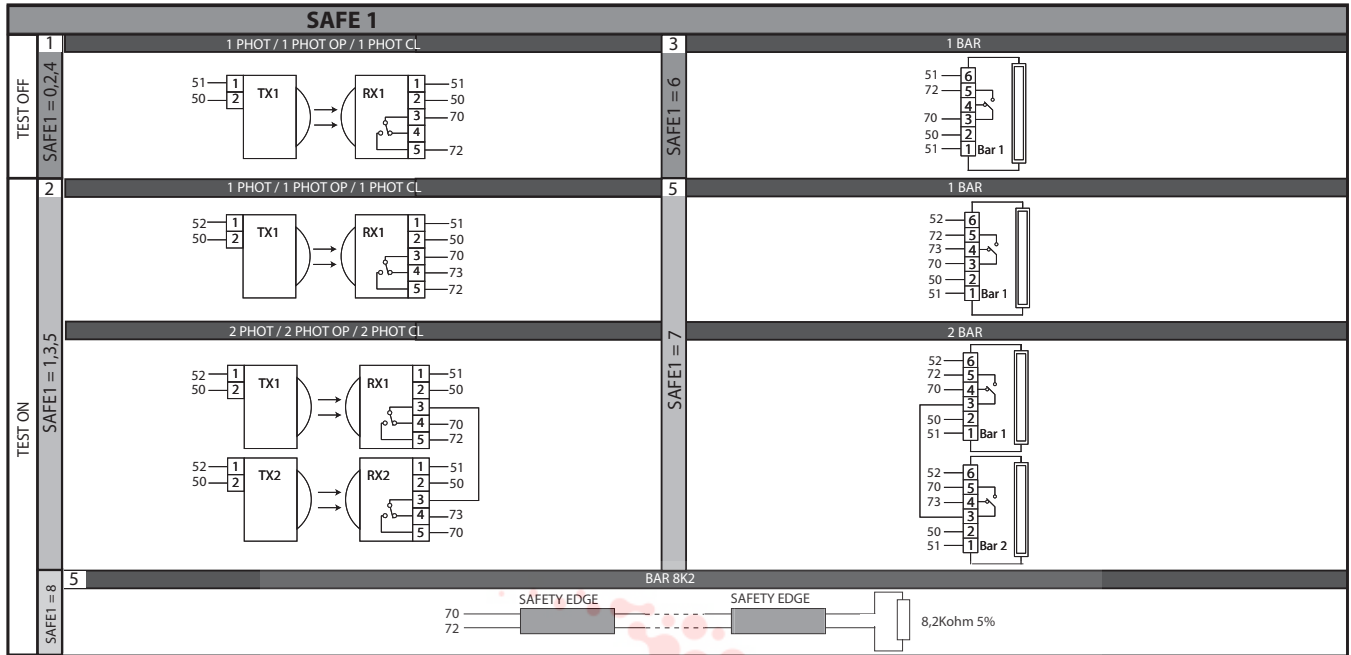 SAFE 1
TEST OFF
SAFE1 = 0,2,4
1
1 PHOT / 1 PHOT OP / 1 PHOT CL
51 1 TX1 RX1 1 51
50 2 2 50
3 70
4
5 72
SAFE1 = 6
3
1 BAR
51 6
72 5
4
70 3
50 2
51 1 Bar 1
TEST ON
SAFE1 = 1,3,5
2
1 PHOT / 1 PHOT OP / 1 PHOT CL
52 1 TX1 RX1 1 51
50 2 2 50
3 70
4 73
5 72
2 PHOT / 2 PHOT OP / 2 PHOT CL
52 1 TX1 RX1 1 51
50 2 2 50
3
4 70
5 72
52 1 TX2 RX2 1 51
50 2 2 50
3
4 73
5 70
SAFE1 = 7
5
1 BAR
52 6
72 5
73 4
70 3
50 2
51 1 Bar 1
2 BAR
52 6
72 5
70 4
3
50 2
51 1 Bar 1
52 6
70 5
73 4
3
50 2
51 1 Bar 2
SAFE1 = 8
5
BAR 8K2
SAFETY EDGE SAFETY EDGE
70
72
8,2Kohm 5%